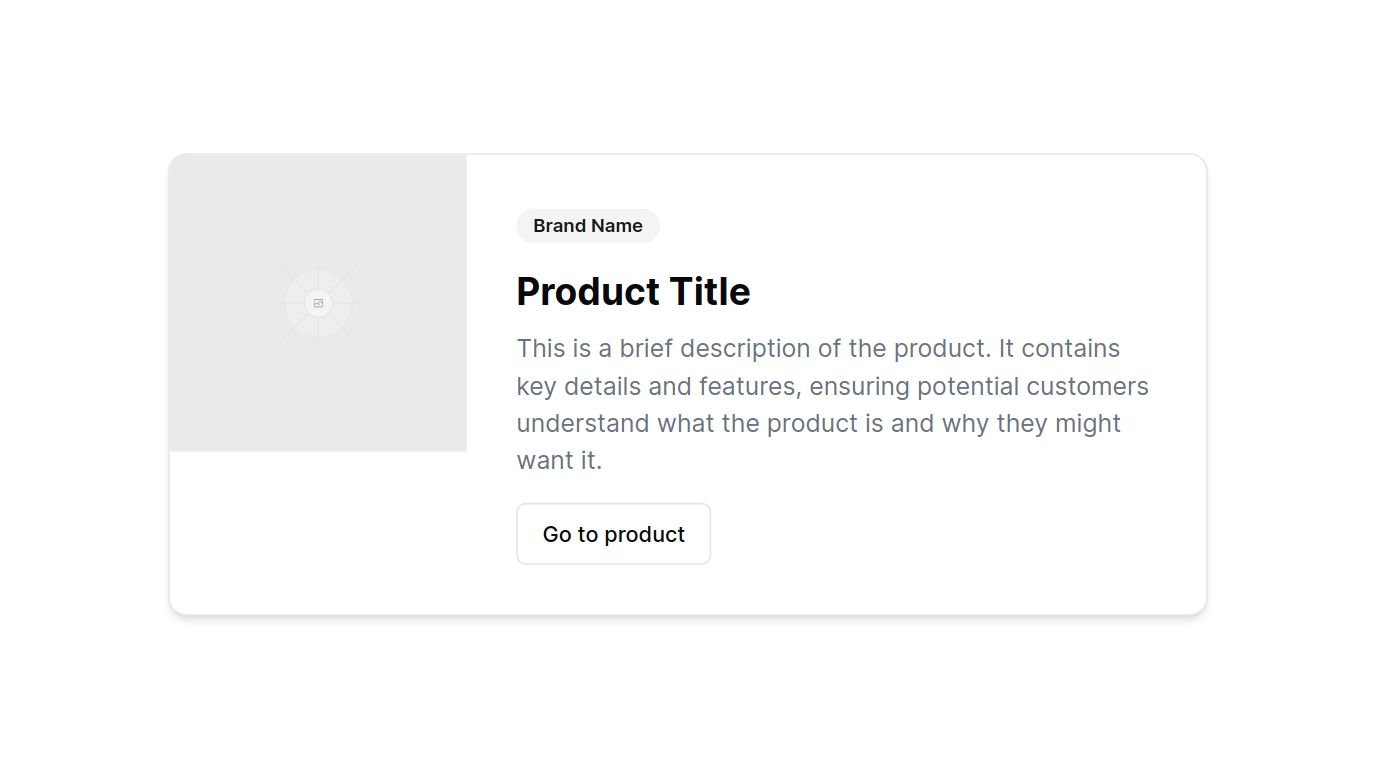 Brand Name
Product Title
This is a brief description of the product. It contains
key details and features, ensuring potential customers
understand what the product is and why they might
want it.
Go to product